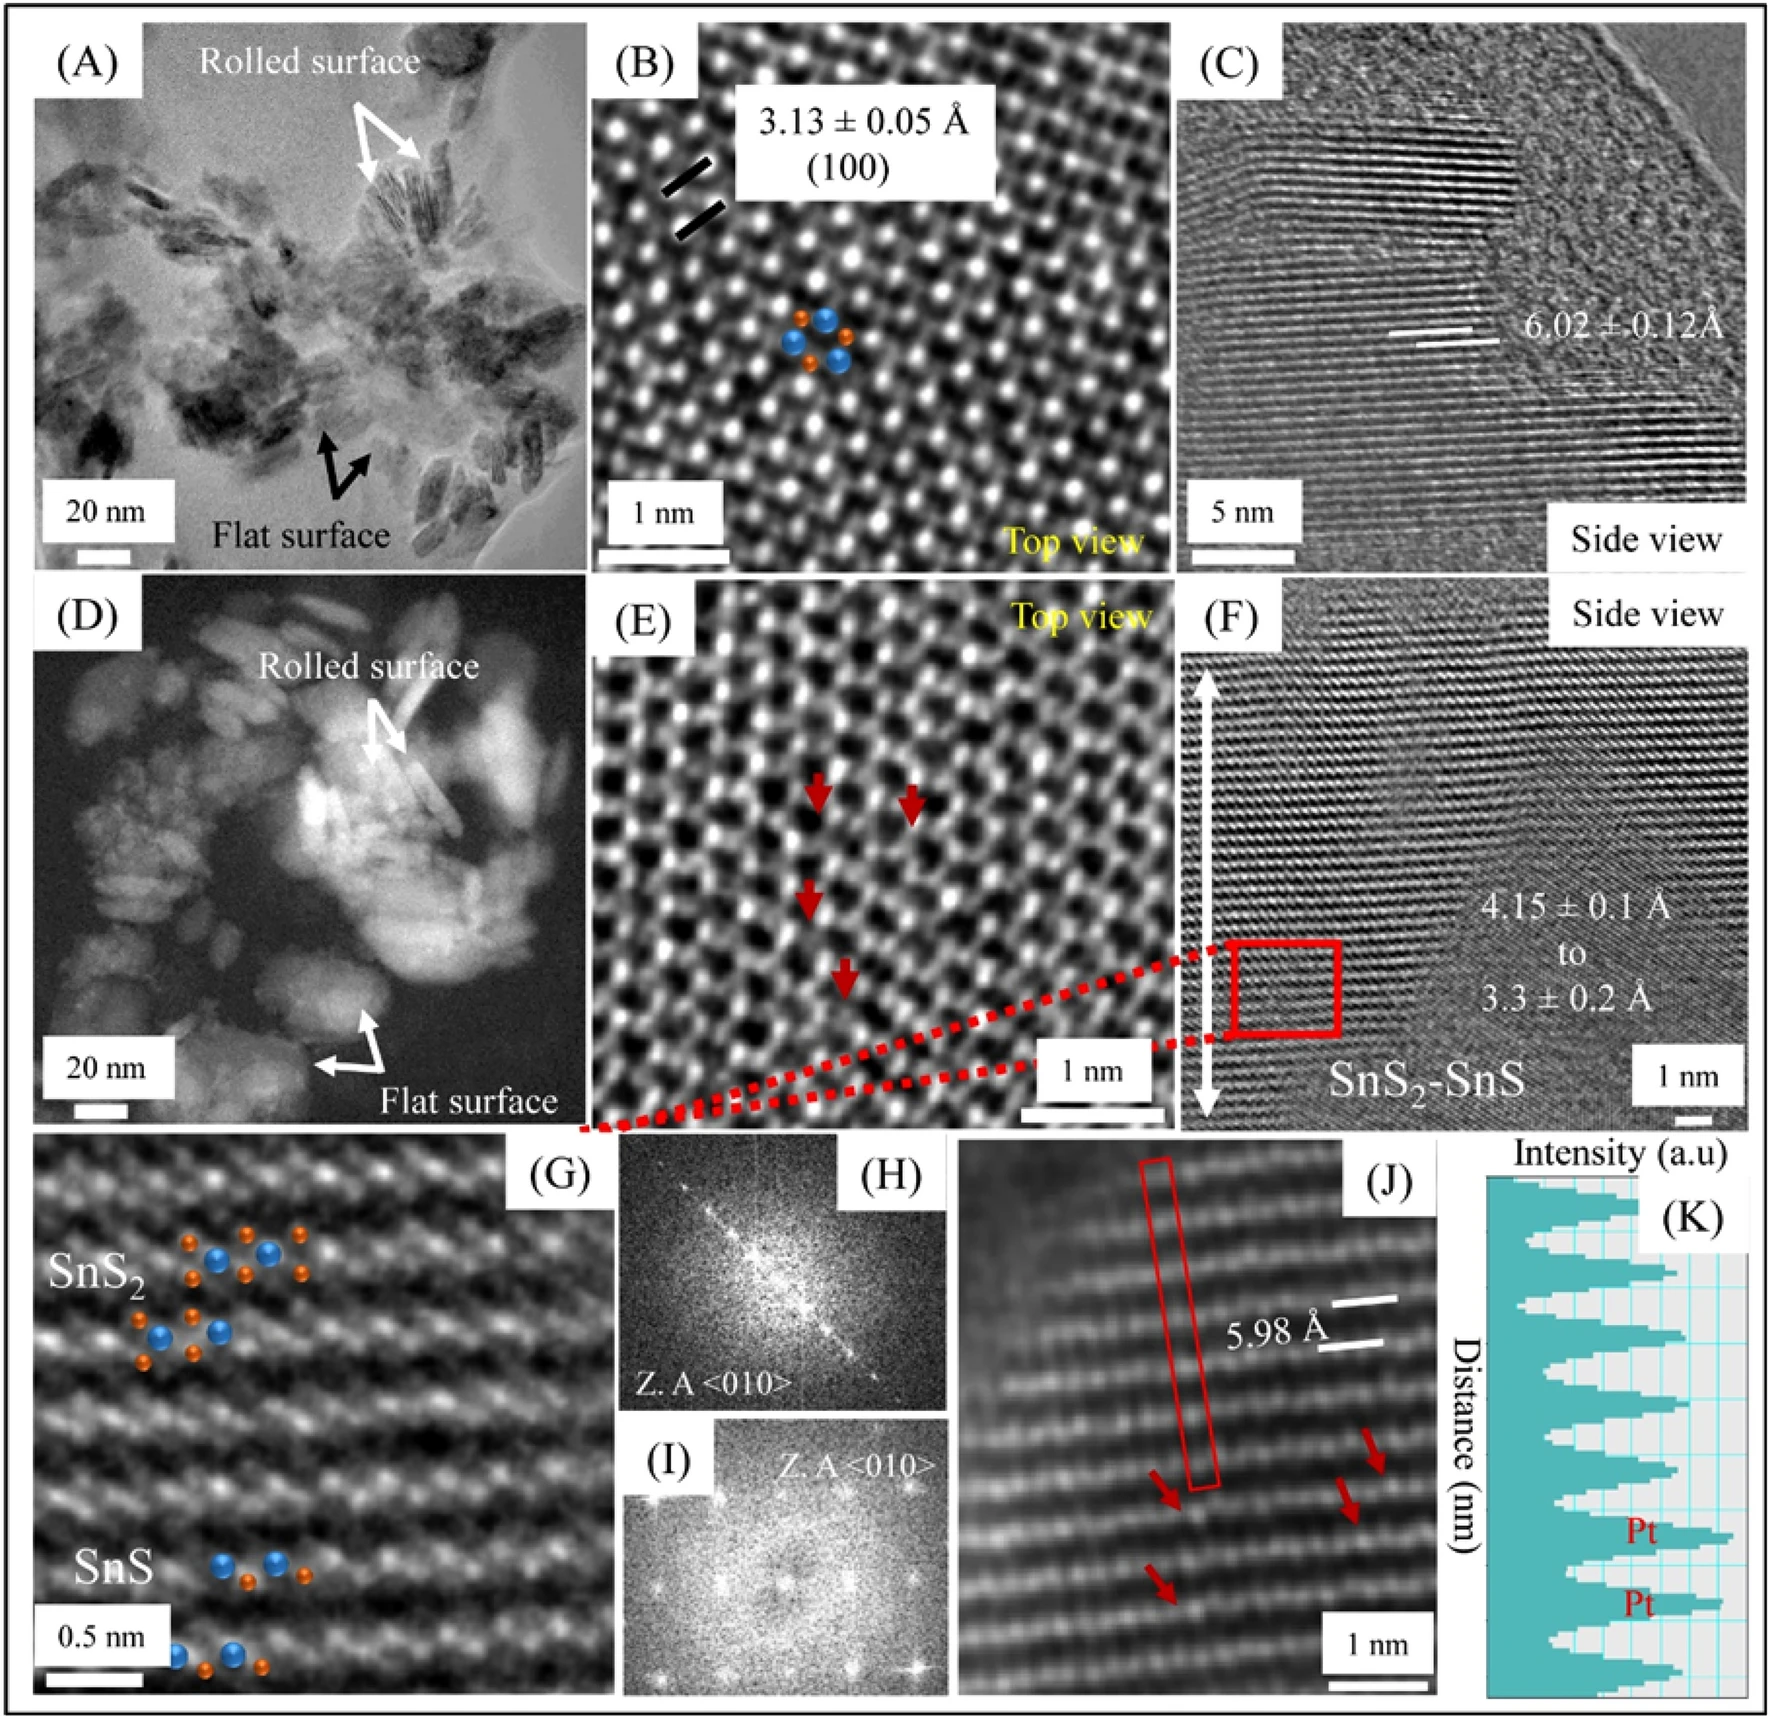 (A)
Rolled surface
20 nm
Flat surface
(B)
3.13 ± 0.05 Å
(100)
1 nm
Top view
(C)
6.02 ± 0.12Å
5 nm
Side view
(D)
Rolled surface
20 nm
Flat surface
(E)
Top view
1 nm
(F)
Side view
4.15 ± 0.1 Å
to
3.3 ± 0.2 Å
SnS₂-SnS
1 nm
(G)
SnS₂
SnS
0.5 nm
(H)
Z. A <010>
(I)
Z. A <010>
(J)
5.98 Å
1 nm
Intensity (a.u)
(K)
Distance (nm)
Pt
Pt